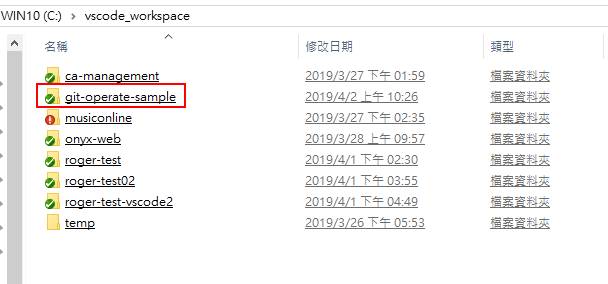 WIN10 (C:) › vscode_workspace
名稱 修改日期 類型
ca-management 2019/3/27 下午 01:59 檔案資料夾
git-operate-sample 2019/4/2 上午 10:26 檔案資料夾
musiconline 2019/3/27 下午 02:35 檔案資料夾
onyx-web 2019/3/28 上午 09:57 檔案資料夾
roger-test 2019/4/1 下午 02:30 檔案資料夾
roger-test02 2019/4/1 下午 03:55 檔案資料夾
roger-test-vscode2 2019/4/1 下午 04:49 檔案資料夾
temp 2019/3/26 下午 05:53 檔案資料夾